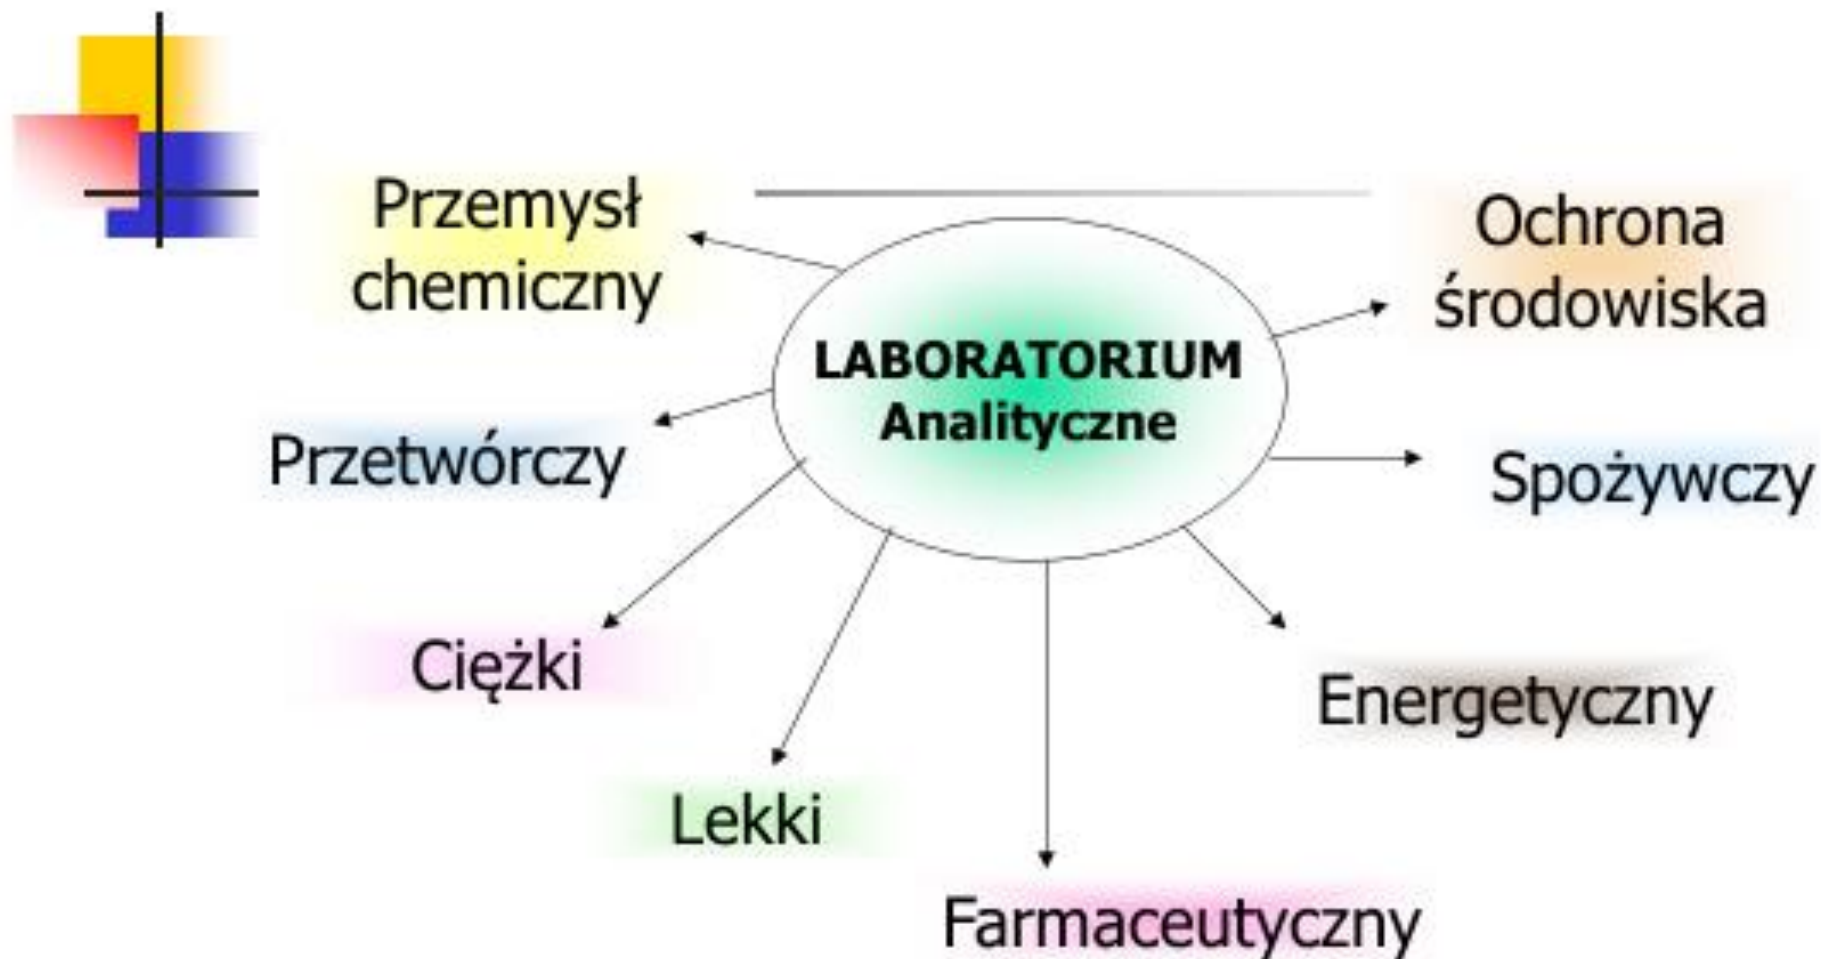 Przemysł
chemiczny
Ochrona
środowiska
LABORATORIUM
Analityczne
Przetwórczy
Spożywczy
Ciężki
Energetyczny
Lekki
Farmaceutyczny